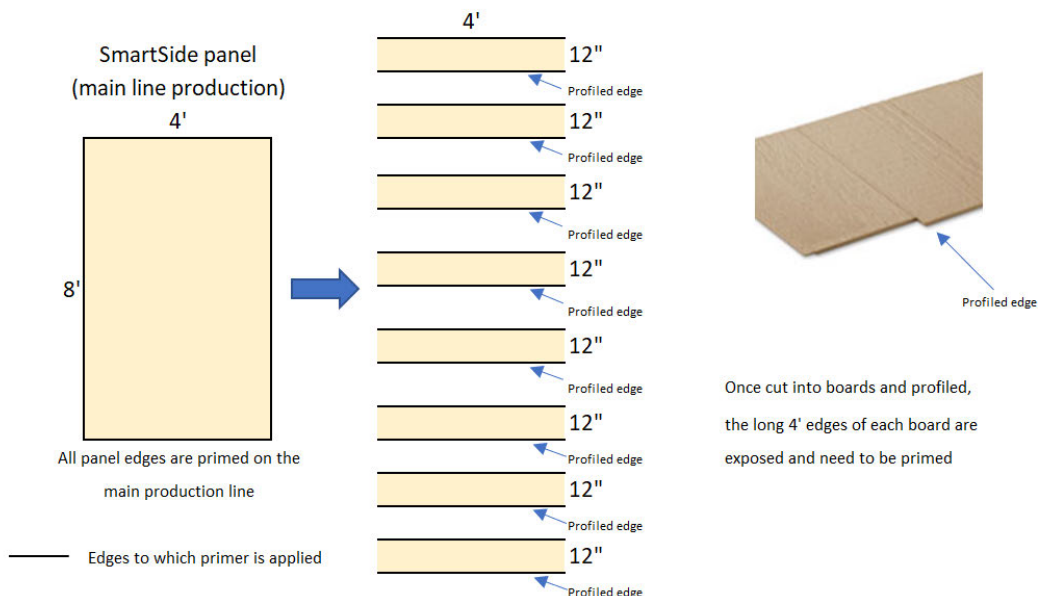 SmartSide panel
(main line production)
4'
8'
All panel edges are primed on the
main production line
Edges to which primer is applied
4'
12"
Profiled edge
12"
Profiled edge
12"
Profiled edge
12"
Profiled edge
12"
Profiled edge
12"
Profiled edge
12"
Profiled edge
12"
Profiled edge
Profiled edge
Once cut into boards and profiled,
the long 4' edges of each board are
exposed and need to be primed